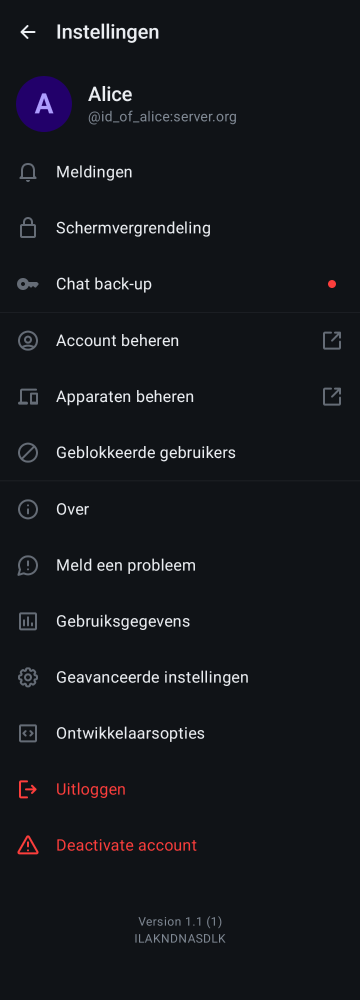 Instellingen
A
Alice
@id_of_alice:server.org
Meldingen
Schermvergrendeling
Chat back-up
Account beheren
Apparaten beheren
Geblokkeerde gebruikers
Over
Meld een probleem
Gebruiksgegevens
Geavanceerde instellingen
Ontwikkelaarsopties
Uitloggen
Deactivate account
Version 1.1 (1)
ILAKNDNASDLK